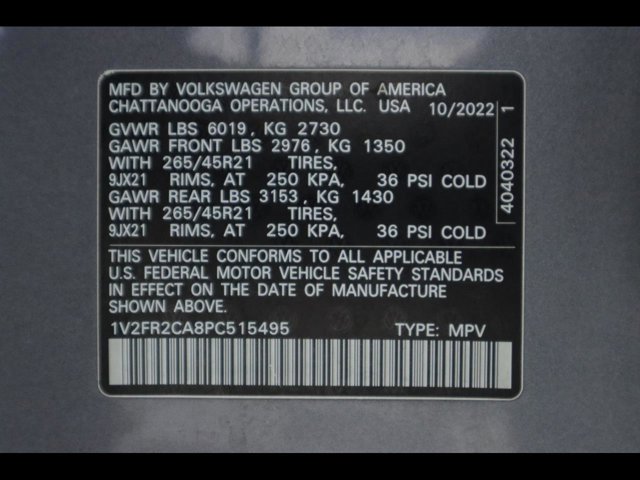 MFD BY VOLKSWAGEN GROUP OF AMERICA
CHATTANOOGA OPERATIONS, LLC. USA 10/2022
GVWR LBS 6019, KG 2730
GAWR FRONT LBS 2976, KG 1350
WITH 265/45R21 TIRES,
9JX21 RIMS, AT 250 KPA, 36 PSI COLD
GAWR REAR LBS 3153, KG 1430
WITH 265/45R21 TIRES,
9JX21 RIMS, AT 250 KPA, 36 PSI COLD
4040322 1
THIS VEHICLE CONFORMS TO ALL APPLICABLE
U.S. FEDERAL MOTOR VEHICLE SAFETY STANDARDS
IN EFFECT ON THE DATE OF MANUFACTURE
SHOWN ABOVE.
1V2FR2CA8PC515495 TYPE: MPV